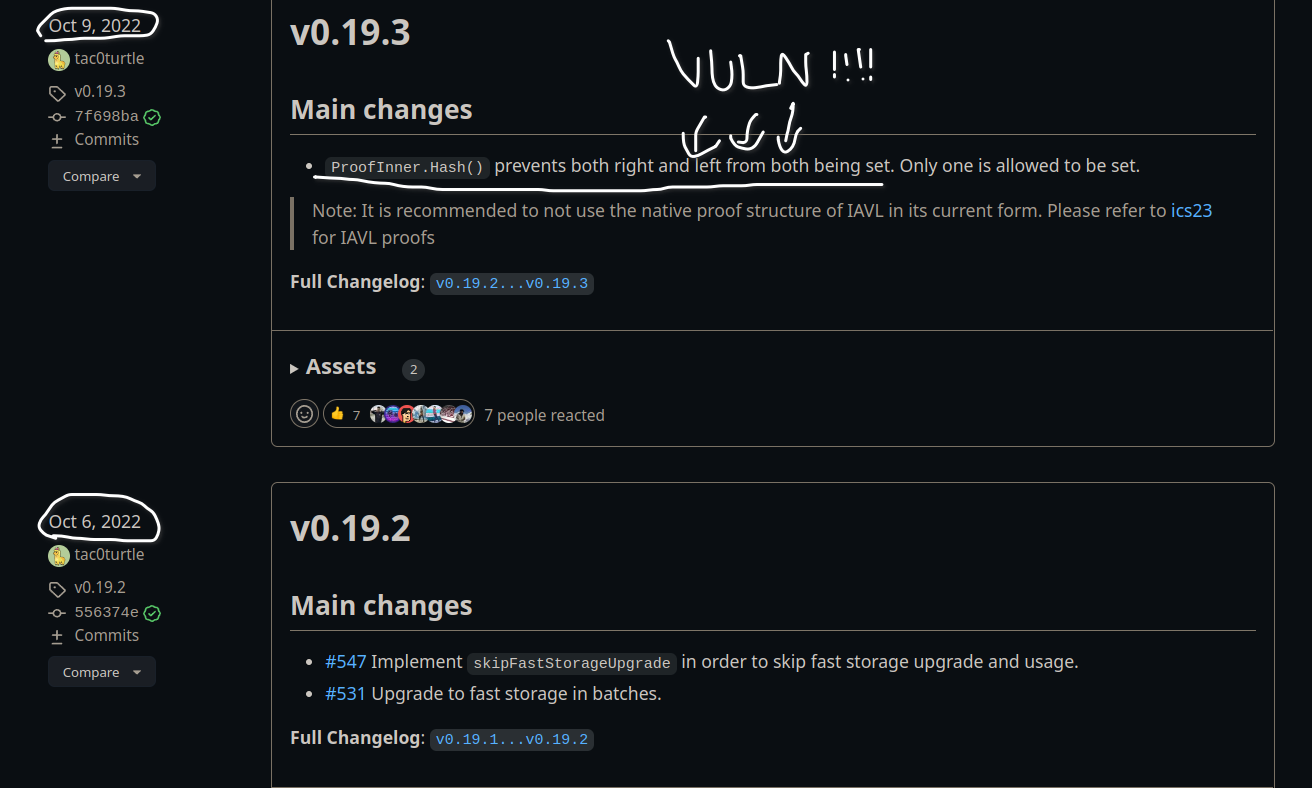 Oct 9, 2022
tac0turtle
v0.19.3
7f698ba
Commits
Compare
v0.19.3
VULN !!!!
Main changes
ProofInner.Hash() prevents both right and left from both being set. Only one is allowed to be set.
Note: It is recommended to not use the native proof structure of IAVL in its current form. Please refer to ics23
for IAVL proofs
Full Changelog: v0.19.2...v0.19.3
Assets 2
7 7 people reacted
Oct 6, 2022
tac0turtle
v0.19.2
556374e
Commits
Compare
v0.19.2
Main changes
#547 Implement skipFastStorageUpgrade in order to skip fast storage upgrade and usage.
#531 Upgrade to fast storage in batches.
Full Changelog: v0.19.1...v0.19.2